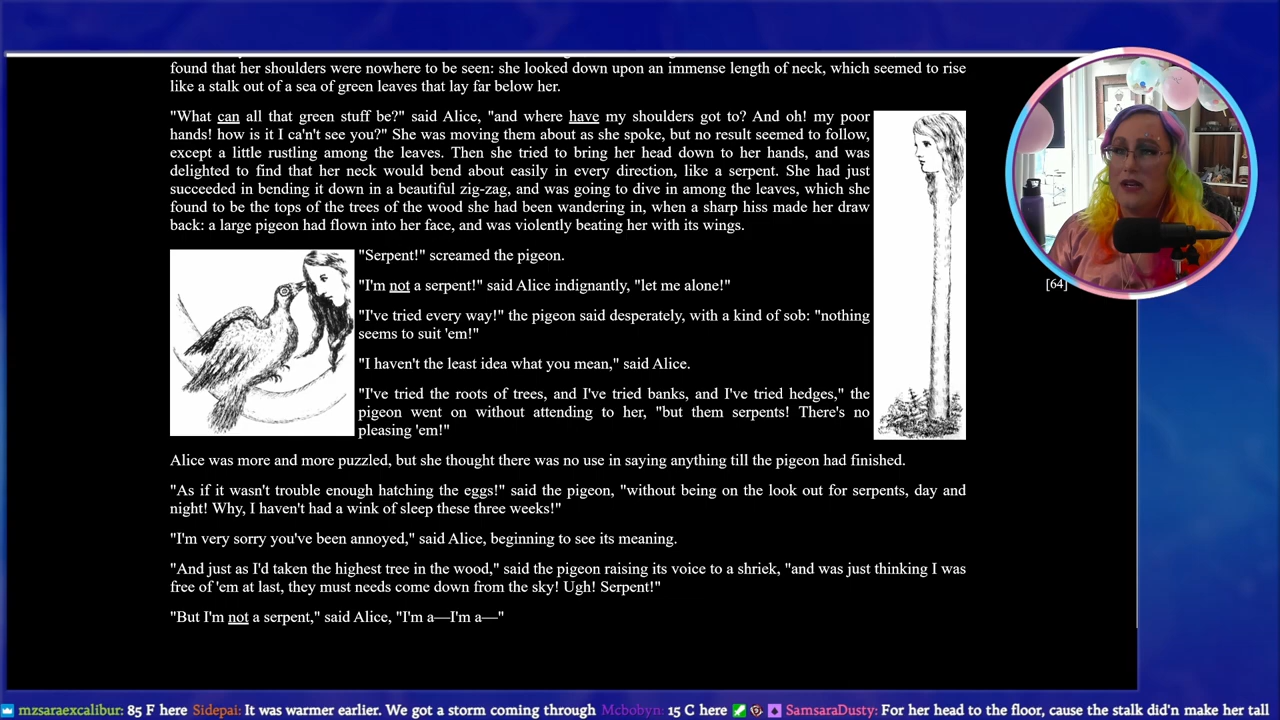 found that her shoulders were nowhere to be seen: she looked down upon an immense length of neck, which seemed to rise
like a stalk out of a sea of green leaves that lay far below her.
"What can all that green stuff be?" said Alice, "and where have my shoulders got to? And oh! my poor
hands! how is it I ca'n't see you?" She was moving them about as she spoke, but no result seemed to follow,
except a little rustling among the leaves. Then she tried to bring her head down to her hands, and was
delighted to find that her neck would bend about easily in every direction, like a serpent. She had just
succeeded in bending it down in a beautiful zig-zag, and was going to dive in among the leaves, which she
found to be the tops of the trees of the wood she had been wandering in, when a sharp hiss made her draw
back: a large pigeon had flown into her face, and was violently beating her with its wings.
"Serpent!" screamed the pigeon.
"I'm not a serpent!" said Alice indignantly, "let me alone!"
[64]
"I've tried every way!" the pigeon said desperately, with a kind of sob: "nothing
seems to suit 'em!"
"I haven't the least idea what you mean," said Alice.
"I've tried the roots of trees, and I've tried banks, and I've tried hedges," the
pigeon went on without attending to her, "but them serpents! There's no
pleasing 'em!"
Alice was more and more puzzled, but she thought there was no use in saying anything till the pigeon had finished.
"As if it wasn't trouble enough hatching the eggs!" said the pigeon, "without being on the look out for serpents, day and
night! Why, I haven't had a wink of sleep these three weeks!"
"I'm very sorry you've been annoyed," said Alice, beginning to see its meaning.
"And just as I'd taken the highest tree in the wood," said the pigeon raising its voice to a shriek, "and was just thinking I was
free of 'em at last, they must needs come down from the sky! Ugh! Serpent!"
"But I'm not a serpent," said Alice, "I'm a—I'm a—"
mzsaraexcalibur: 85 F here Sidepai: It was warmer earlier. We got a storm coming through Mcbobyn: 15 C here SamsaraDusty: For her head to the floor, cause the stalk did'n make her tall